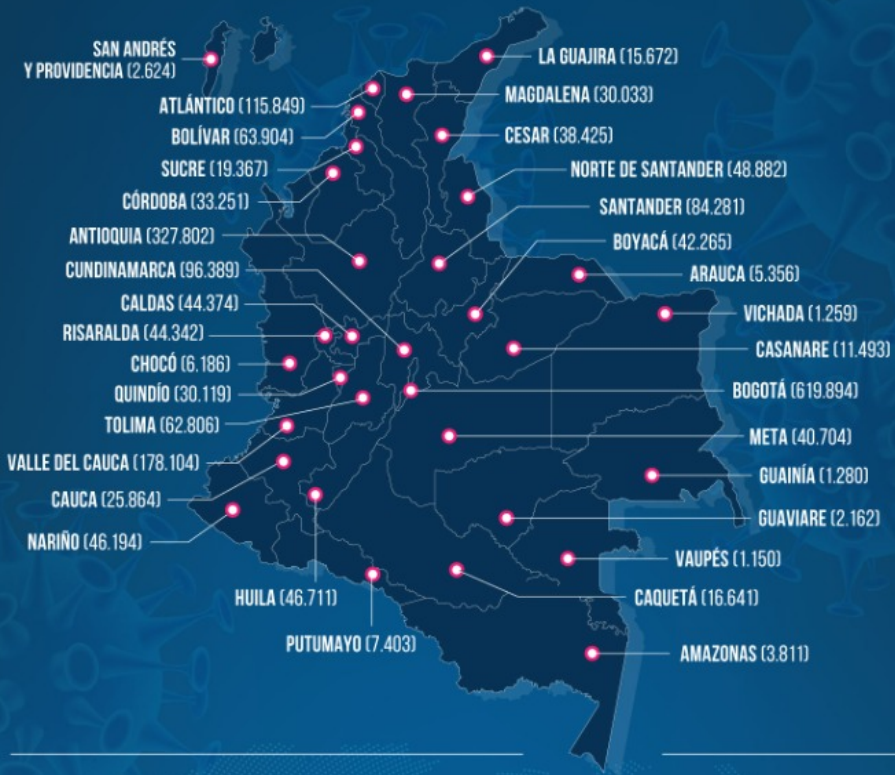 SAN ANDRÉS
Y PROVIDENCIA (2.624)
ATLÁNTICO (115.849)
BOLÍVAR (63.904)
SUCRE (19.367)
CÓRDOBA (33.251)
ANTIOQUIA (327.802)
CUNDINAMARCA (96.389)
CALDAS (44.374)
RISARALDA (44.342)
CHOCÓ (6.186)
QUINDÍO (30.119)
TOLIMA (62.806)
VALLE DEL CAUCA (178.104)
CAUCA (25.864)
NARIÑO (46.194)
HUILA (46.711)
PUTUMAYO (7.403)
LA GUAJIRA (15.672)
MAGDALENA (30.033)
CESAR (38.425)
NORTE DE SANTANDER (48.882)
SANTANDER (84.281)
BOYACÁ (42.265)
ARAUCA (5.356)
VICHADA (1.259)
CASANARE (11.493)
BOGOTÁ (619.894)
META (40.704)
GUAINÍA (1.280)
GUAVIARE (2.162)
VAUPÉS (1.150)
CAQUETÁ (16.641)
AMAZONAS (3.811)